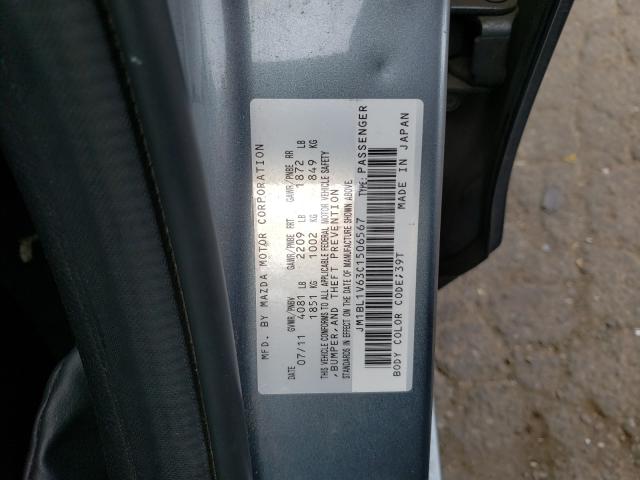 MFD. BY MAZDA MOTOR CORPORATION
DATE GVWR/PNBV GAWR/PNBE FRT GAWR/PNBE RR
07/11 4081 LB 2209 LB 1872 LB
1851 KG 1002 KG 849 KG
THIS VEHICLE CONFORMS TO ALL APPLICABLE FEDERAL MOTOR VEHICLE SAFETY
,BUMPER,AND THEFT PREVENTION
STANDARDS IN EFFECT ON THE DATE OF MANUFACTURE SHOWN ABOVE.
JM1BL1V63C1506567 TYPE:PASSENGER
BODY COLOR CODE;39T MADE IN JAPAN